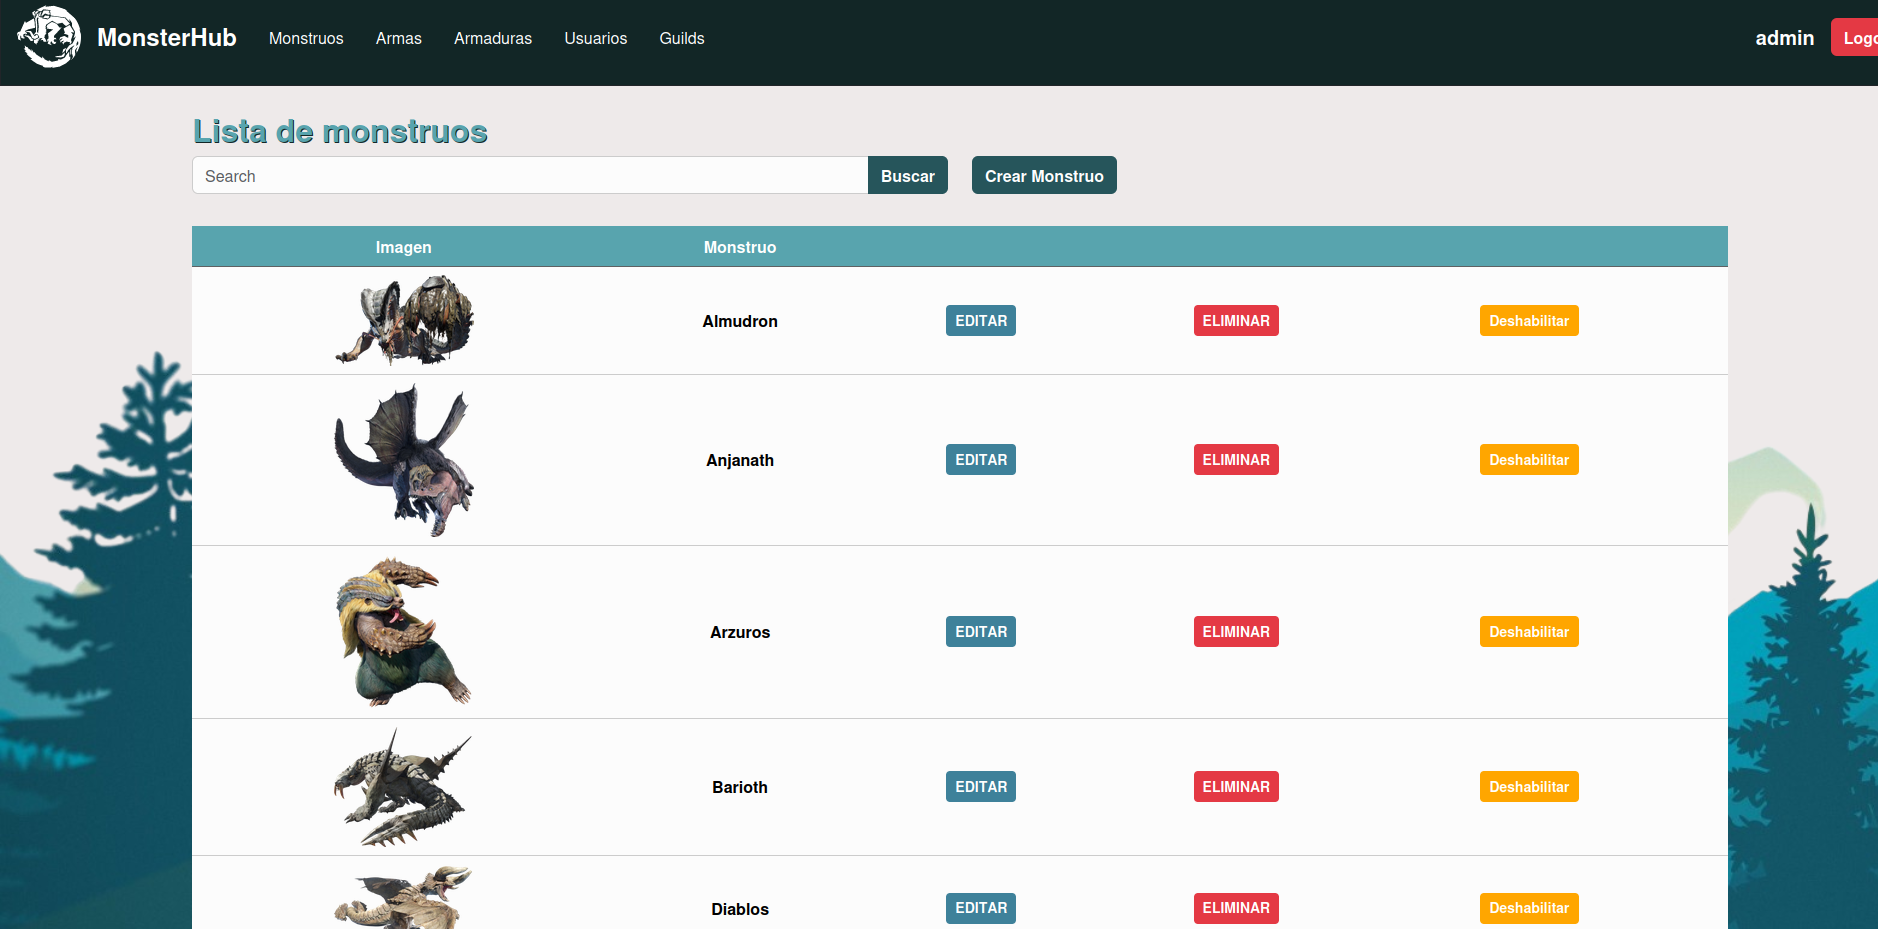 MonsterHub Monstruos Armas Armaduras Usuarios Guilds admin Logo
Lista de monstruos
Search Buscar Crear Monstruo
Imagen Monstruo
Almudron EDITAR ELIMINAR Deshabilitar
Anjanath EDITAR ELIMINAR Deshabilitar
Arzuros EDITAR ELIMINAR Deshabilitar
Barioth EDITAR ELIMINAR Deshabilitar
Diablos EDITAR ELIMINAR Deshabilitar